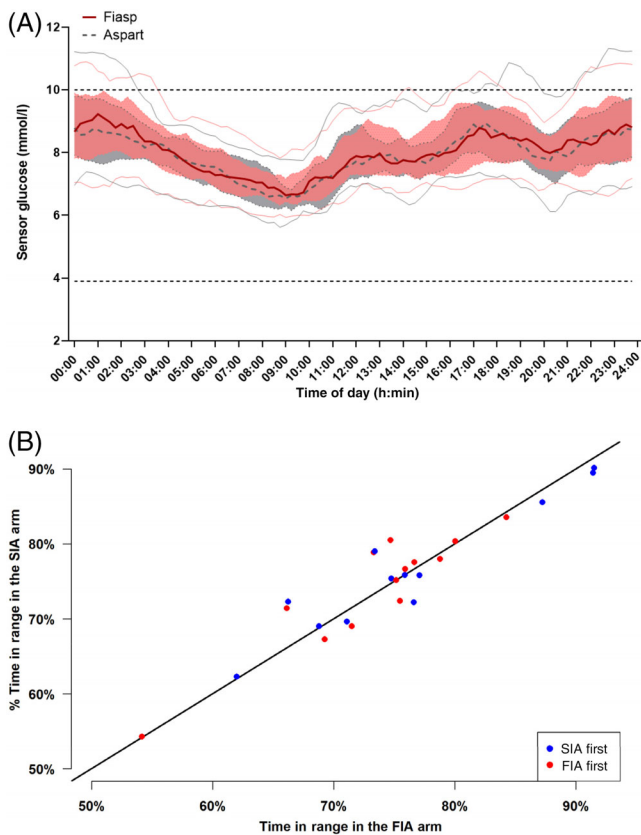 (A)
Fiasp
Aspart
12
10
8
6
4
2
Sensor glucose (mmol/l)
00:00 01:00 02:00 03:00 04:00 05:00 06:00 07:00 08:00 09:00 10:00 11:00 12:00 13:00 14:00 15:00 16:00 17:00 18:00 19:00 20:00 21:00 22:00 23:00 24:00
Time of day (h:min)
(B)
90%
80%
70%
60%
50%
% Time in range in the SIA arm
SIA first
FIA first
50% 60% 70% 80% 90%
Time in range in the FIA arm